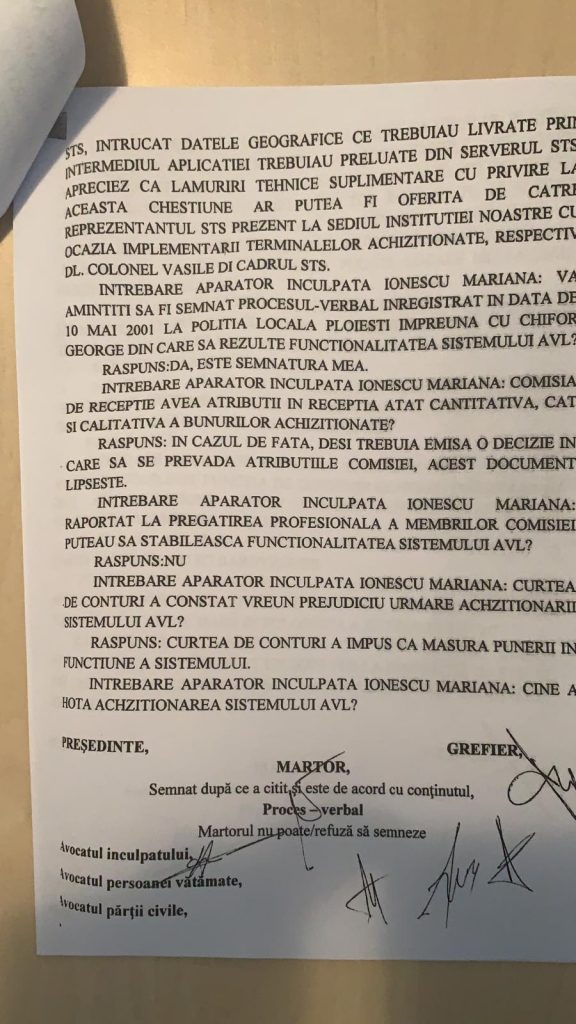 STS, INTRUCAT DATELE GEOGRAFICE CE TREBUIAU LIVRATE PRIN
INTERMEDIUL APLICATIEI TREBUIAU PRELUATE DIN SERVERUL STS
APRECIEZ CA LAMURIRI TEHNICE SUPLIMENTARE CU PRIVIRE LA
ACEASTA CHESTIUNE AR PUTEA FI OFERITA DE CATRE
REPREZENTANTUL STS PREZENT LA SEDIUL INSTITUTIEI NOASTRE CU
OCAZIA IMPLEMENTARII TERMINALELOR ACHIZITIONATE, RESPECTIV
DL. COLONEL VASILE DI CADRUL STS.
INTREBARE APARATOR INCULPATA IONESCU MARIANA: VA
AMINTITI SA FI SEMNAT PROCESUL-VERBAL INREGISTRAT IN DATA DE
10 MAI 2001 LA POLITIA LOCALA PLOIESTI IMPREUNA CU CHIFOR
GEORGE DIN CARE SA REZULTE FUNCTIONALITATEA SISTEMULUI AVL?
RASPUNS:DA, ESTE SEMNATURA MEA.
INTREBARE APARATOR INCULPATA IONESCU MARIANA: COMISIA
DE RECEPTIE AVEA ATRIBUTII IN RECEPTIA ATAT CANTITATIVA, CAT
SI CALITATIVA A BUNURILOR ACHIZITIONATE?
RASPUNS: IN CAZUL DE FATA, DESI TREBUIA EMISA O DECIZIE IN
CARE SA SE PREVADA ATRIBUTIILE COMISIEI, ACEST DOCUMENT
LIPSESTE.
INTREBARE APARATOR INCULPATA IONESCU MARIANA:
RAPORTAT LA PREGATIREA PROFESIONALA A MEMBRILOR COMISIEI
PUTEAU SA STABILEASCA FUNCTIONALITATEA SISTEMULUI AVL?
RASPUNS:NU
INTREBARE APARATOR INCULPATA IONESCU MARIANA: CURTEA
DE CONTURI A CONSTAT VREUN PREJUDICIU URMARE ACHZITIONARII
SISTEMULUI AVL?
RASPUNS: CURTEA DE CONTURI A IMPUS CA MASURA PUNERII IN
FUNCTIUNE A SISTEMULUI.
INTREBARE APARATOR INCULPATA IONESCU MARIANA: CINE A
HOTA ACHZITIONAREA SISTEMULUI AVL?
PREŞEDINTE, GREFIER,
MARTOR,
Semnat după ce a citit şi este de acord cu conţinutul,
Proces – verbal
Martorul nu poate/refuză să semneze
Avocatul inculpatului,
Avocatul persoanei vătămate,
Avocatul părţii civile,